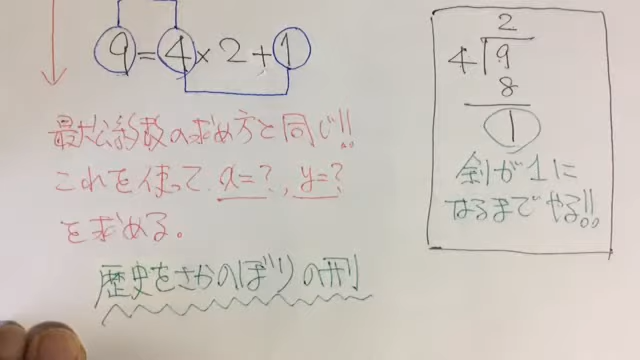 9=4×2+1
最大公約数の求め方と同じ!!
これを使って、x=?, y=?
を求める。
歴史をさかのぼりの刑
2
4)9
8
1
余りが1に
なるまでやる!!